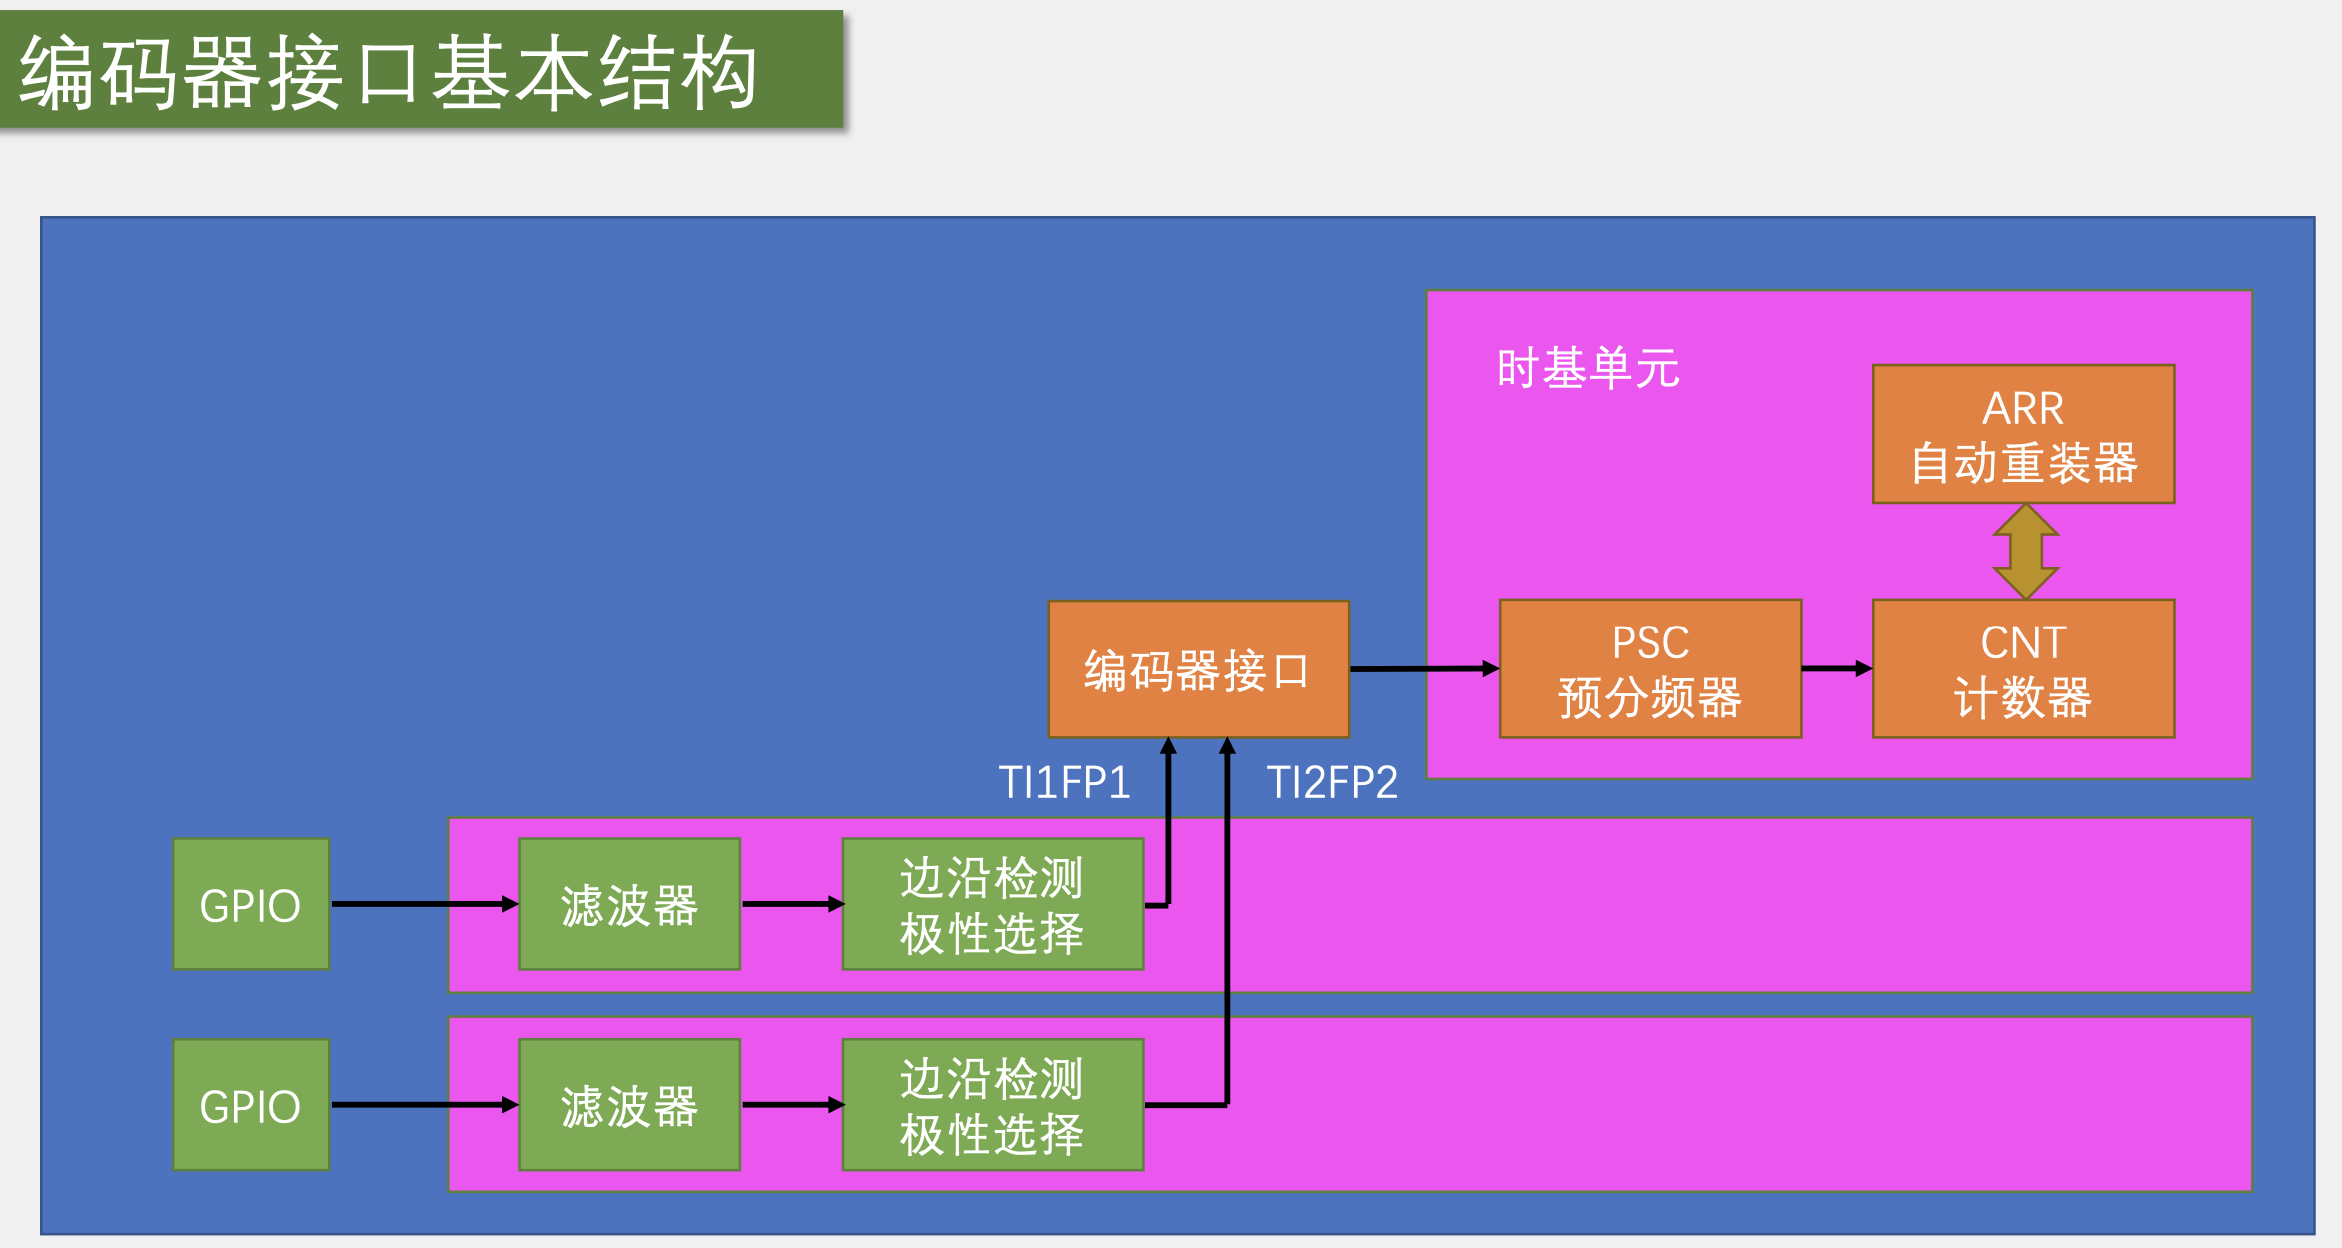 编码器接口基本结构
时基单元
ARR
自动重装器
编码器接口
PSC
预分频器
CNT
计数器
TI1FP1
TI2FP2
GPIO
滤波器
边沿检测
极性选择
GPIO
滤波器
边沿检测
极性选择